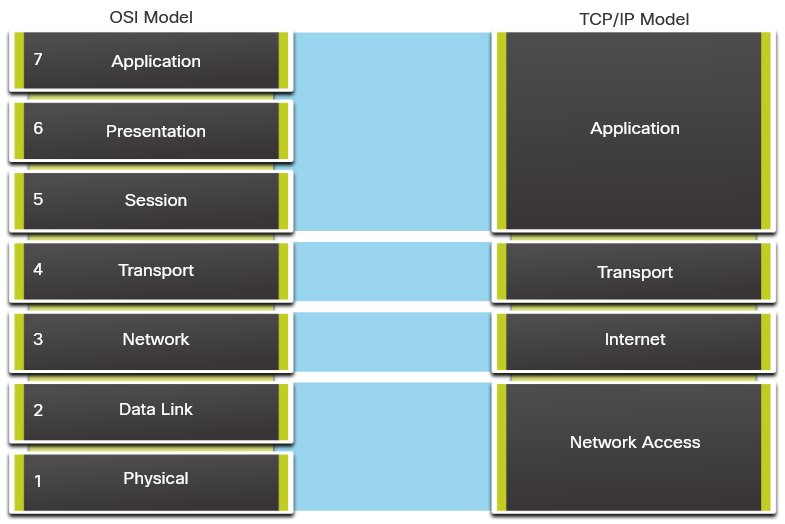 OSI Model
TCP/IP Model
7 Application
6 Presentation
5 Session
4 Transport
3 Network
2 Data Link
1 Physical
Application
Transport
Internet
Network Access